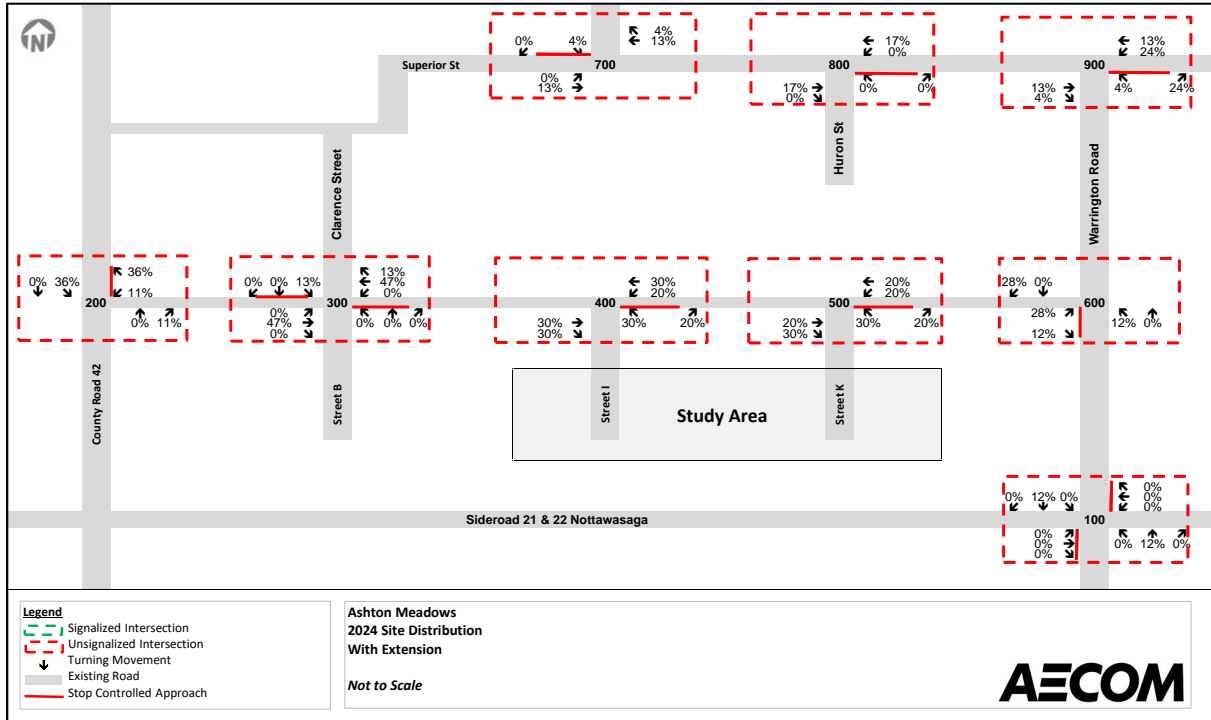 N
0%
4%
4%
13%
Superior St
700
0%
13%
17%
0%
800
17%
0%
0%
0%
13%
24%
900
13%
4%
4%
24%
Huron St
Clarence Street
Warrington Road
0% 36%
36%
11%
200
0% 11%
0% 0% 13%
13%
47%
0%
300
0%
47%
0%
0% 0% 0%
30%
20%
400
30%
30%
30%
20%
20%
20%
500
20%
30%
30%
20%
28% 0%
600
28%
12%
12% 0%
County Road 42
Street B
Street I
Street K
Study Area
0% 12% 0%
0%
0%
0%
Sideroad 21 & 22 Nottawasaga
100
0%
0%
0%
0% 12% 0%
Legend
Signalized Intersection
Unsignalized Intersection
Turning Movement
Existing Road
Stop Controlled Approach
Ashton Meadows
2024 Site Distribution
With Extension
Not to Scale
AECOM